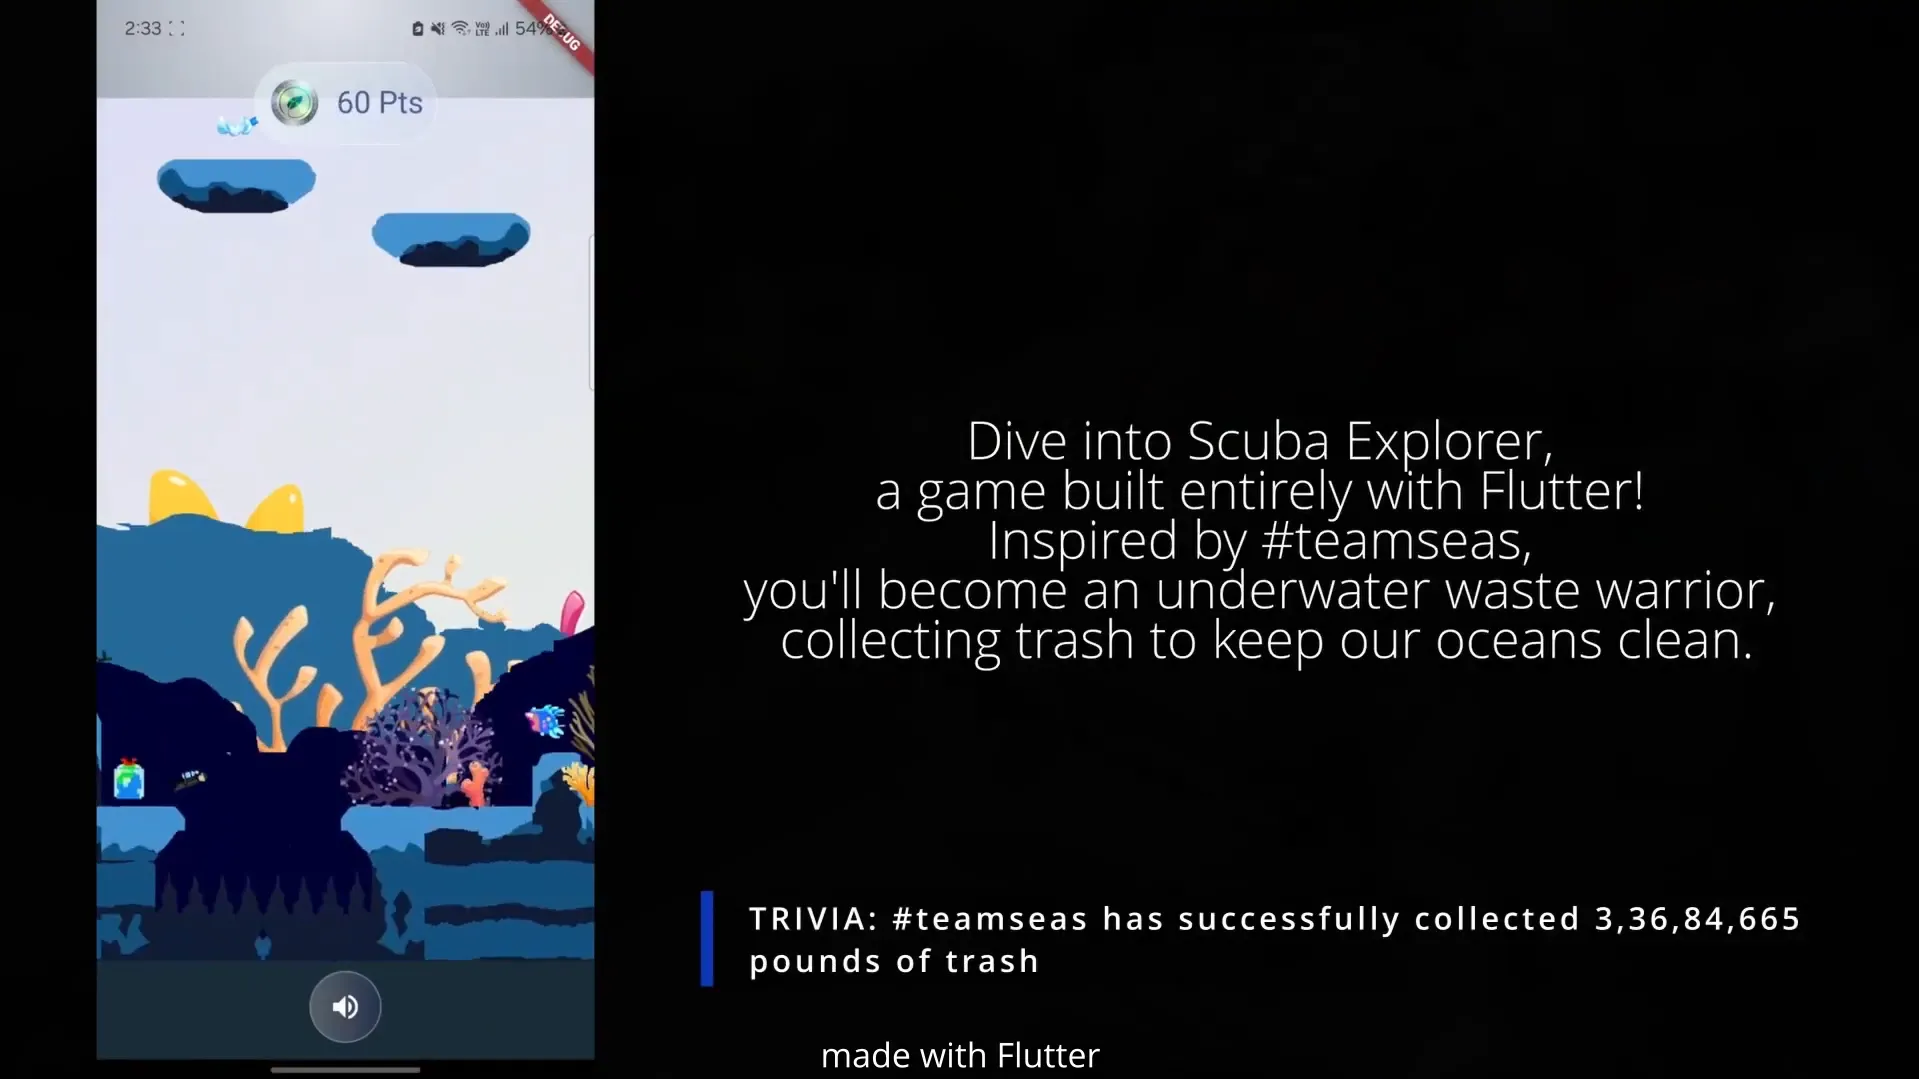 2:33
Vo)) LTE
54%
DEBUG
60 Pts
Dive into Scuba Explorer,
a game built entirely with Flutter!
Inspired by #teamseas,
you'll become an underwater waste warrior,
collecting trash to keep our oceans clean.
TRIVIA: #teamseas has successfully collected 3,36,84,665
pounds of trash
made with Flutter